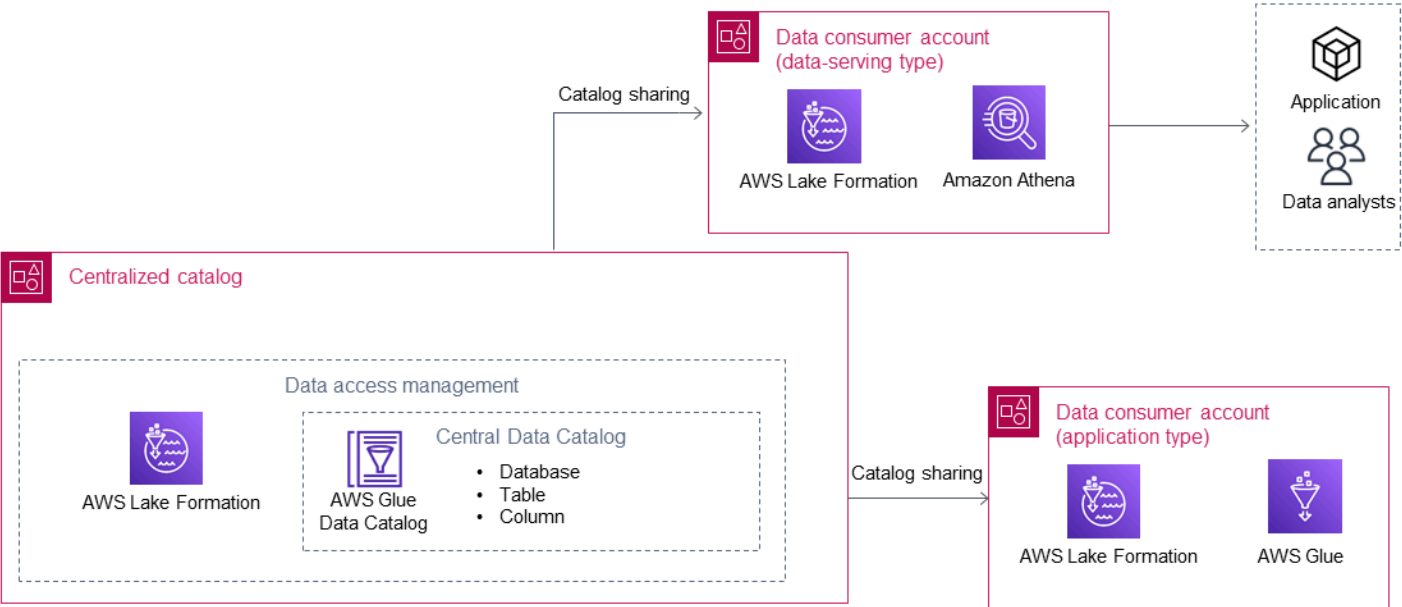 Data consumer account
(data-serving type)
Catalog sharing
AWS Lake Formation
Amazon Athena
Application
Data analysts
Centralized catalog
Data access management
AWS Lake Formation
Central Data Catalog
• Database
• Table
• Column
AWS Glue
Data Catalog
Catalog sharing
Data consumer account
(application type)
AWS Lake Formation
AWS Glue